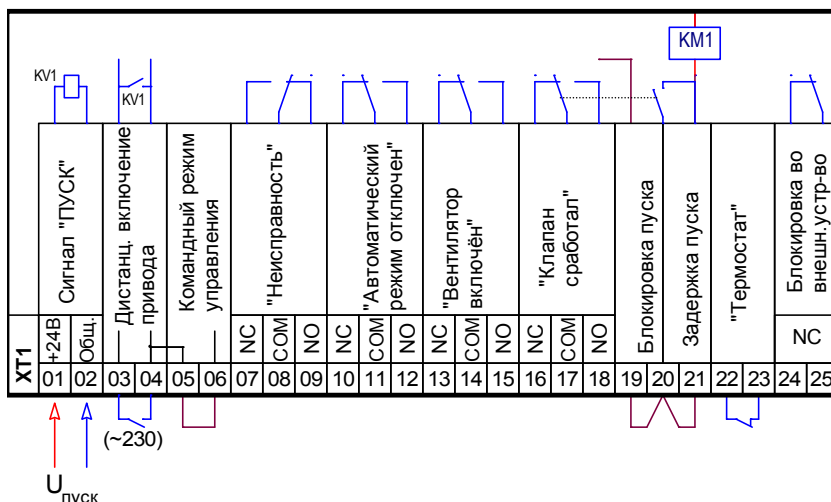 KM1
KV1
KV1
Сигнал "ПУСК"
Дистанц. включение
привода
Командный режим
управления
"Неисправность"
"Автоматический
режим отключен"
"Вентилятор
включён"
"Клапан
сработал"
Блокировка пуска
Задержка пуска
"Термостат"
Блокировка во
внешн.устр-во
XT1
+24В Общ. NC COM NO NC COM NO NC COM NO NC COM NO NC
01 02 03 04 05 06 07 08 09 10 11 12 13 14 15 16 17 18 19 20 21 22 23 24 25
(~230)
Uпуск